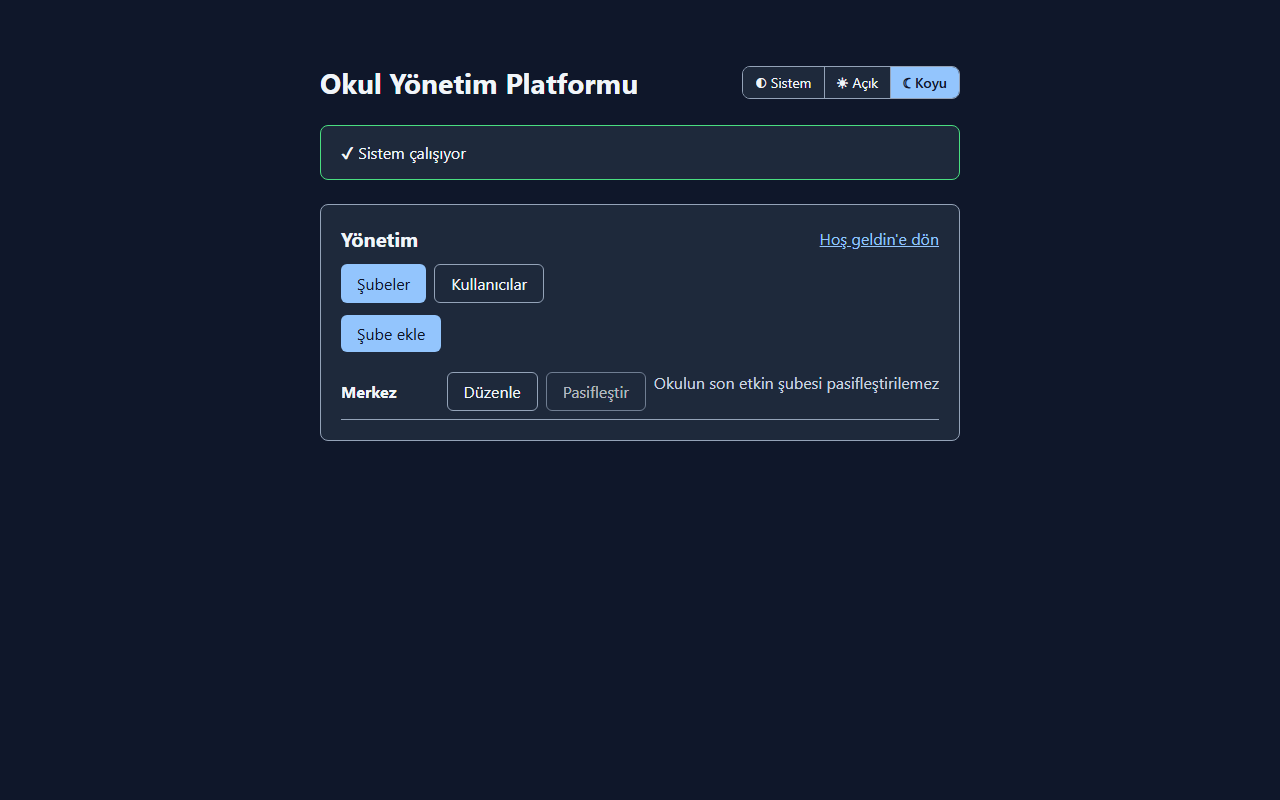 Okul Yönetim Platformu
◐ Sistem ☀ Açık ☾ Koyu
✓ Sistem çalışıyor
Yönetim Hoş geldin'e dön
Şubeler Kullanıcılar
Şube ekle
Merkez Düzenle Pasifleştir Okulun son etkin şubesi pasifleştirilemez